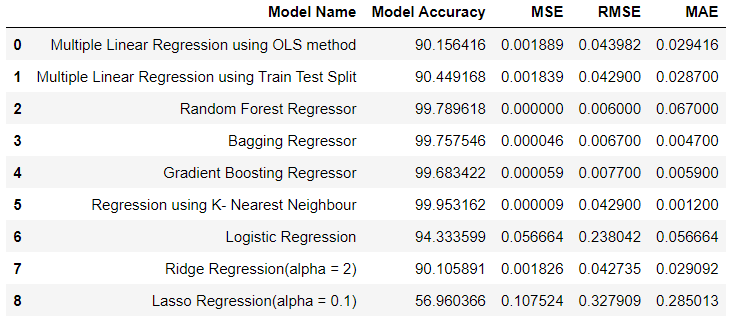 Model Name Model Accuracy MSE RMSE MAE
0 Multiple Linear Regression using OLS method 90.156416 0.001889 0.043982 0.029416
1 Multiple Linear Regression using Train Test Split 90.449168 0.001839 0.042900 0.028700
2 Random Forest Regressor 99.789618 0.000000 0.006000 0.067000
3 Bagging Regressor 99.757546 0.000046 0.006700 0.004700
4 Gradient Boosting Regressor 99.683422 0.000059 0.007700 0.005900
5 Regression using K- Nearest Neighbour 99.953162 0.000009 0.042900 0.001200
6 Logistic Regression 94.333599 0.056664 0.238042 0.056664
7 Ridge Regression(alpha = 2) 90.105891 0.001826 0.042735 0.029092
8 Lasso Regression(alpha = 0.1) 56.960366 0.107524 0.327909 0.285013